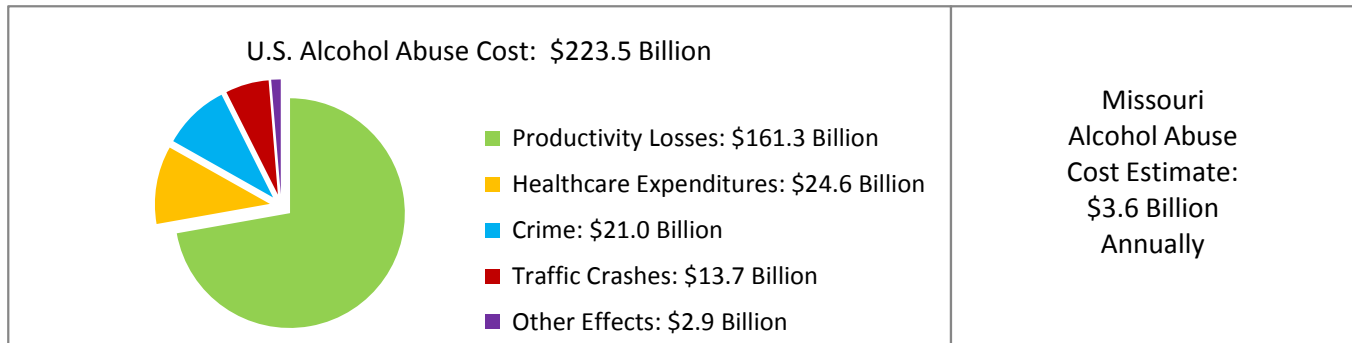 U.S. Alcohol Abuse Cost:  $223.5 Billion
Productivity Losses: $161.3 Billion
Healthcare Expenditures: $24.6 Billion
Crime: $21.0 Billion
Traffic Crashes: $13.7 Billion
Other Effects: $2.9 Billion
Missouri
Alcohol Abuse
Cost Estimate:
$3.6 Billion
Annually